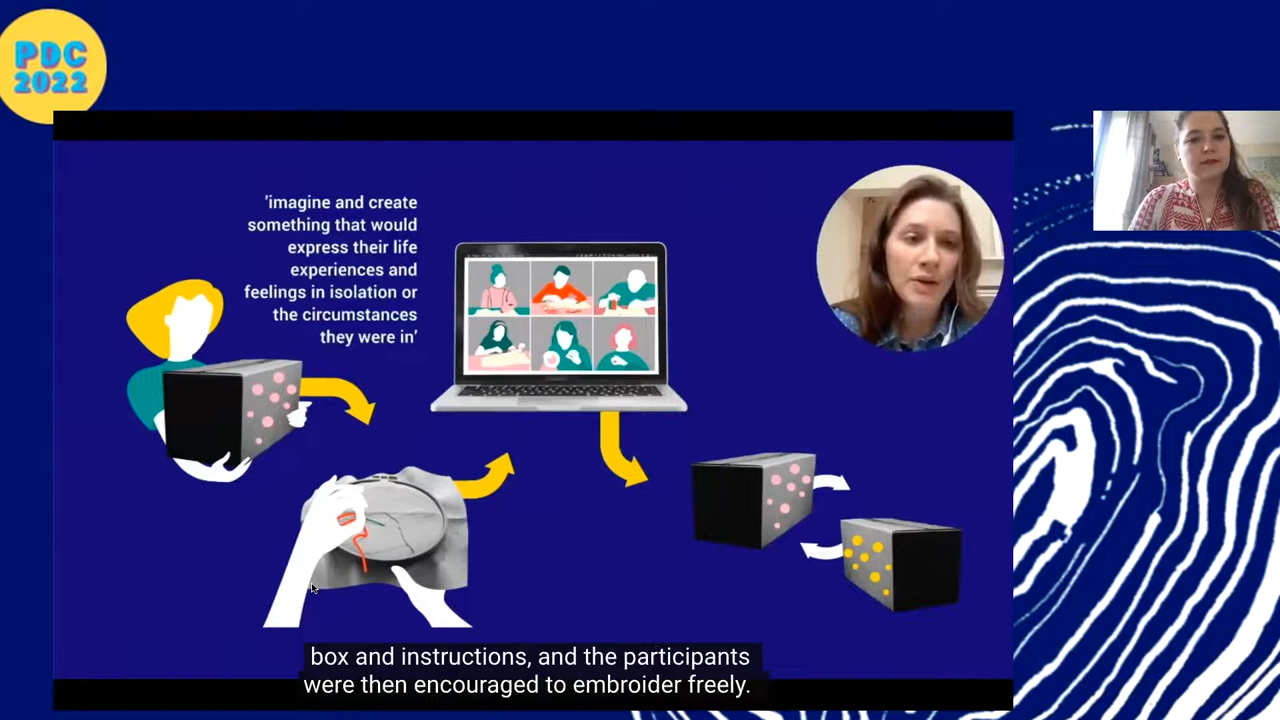 PDC
2022
'imagine and create
something that would
express their life
experiences and
feelings in isolation or
the circumstances
they were in'
box and instructions, and the participants
were then encouraged to embroider freely.